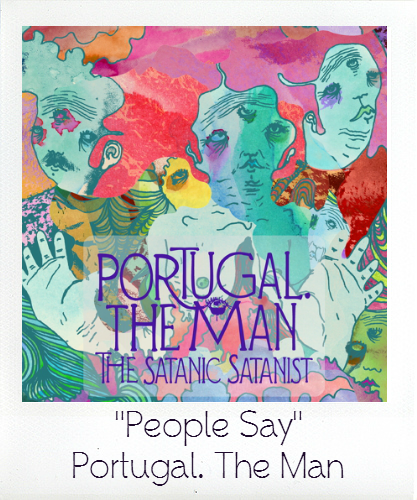 PORTUGAL.
THE MAN
THE SATANIC SATANIST
"People Say"
Portugal. The Man